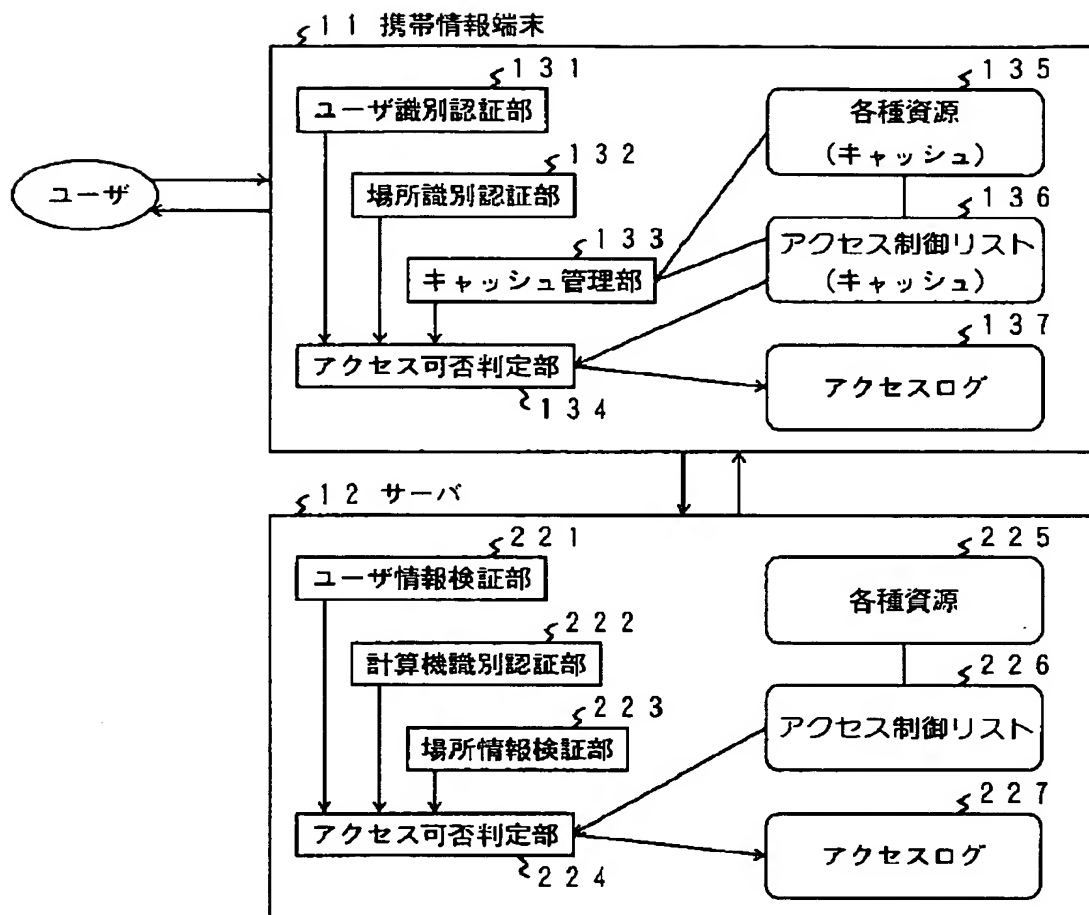 11 携帯情報端末
131
ユーザ識別認証部
135
各種資源
(キャッシュ)
ユーザ
132
場所識別認証部
136
アクセス制御リスト
(キャッシュ)
133
キャッシュ管理部
137
アクセス可否判定部
134
アクセスログ
12 サーバ
221
ユーザ情報検証部
225
各種資源
222
計算機識別認証部
226
アクセス制御リスト
223
場所情報検証部
227
アクセス可否判定部
224
アクセスログ